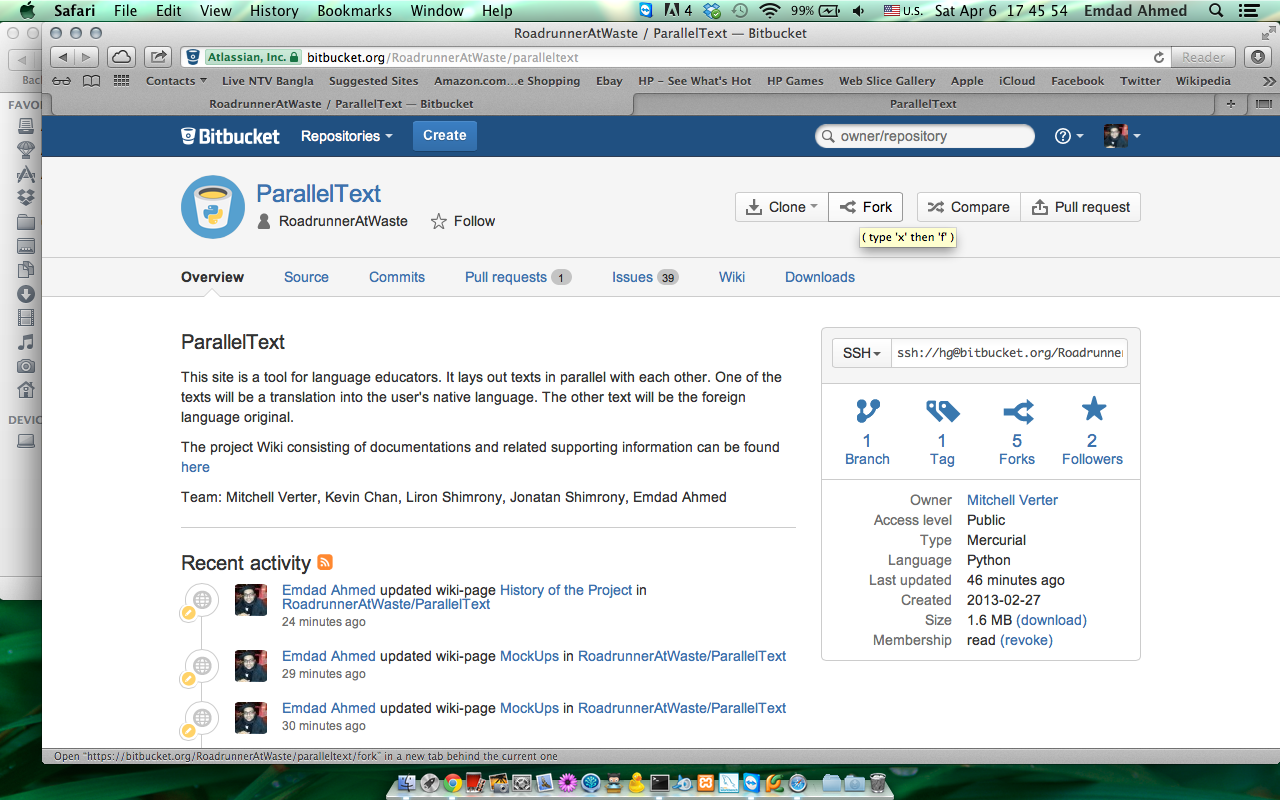 Safari File Edit View History Bookmarks Window Help 4 99% U.S. Sat Apr 6 17 45 54 Emdad Ahmed
RoadrunnerAtWaste / ParallelText — Bitbucket
Atlassian, Inc. bitbucket.org/RoadrunnerAtWaste/paralleltext Reader
Bac
Contacts Live NTV Bangla Suggested Sites Amazon.com...e Shopping Ebay HP – See What's Hot HP Games Web Slice Gallery Apple iCloud Facebook Twitter Wikipedia
FAVOR
RoadrunnerAtWaste / ParallelText — Bitbucket ParallelText
Bitbucket Repositories Create owner/repository
ParallelText
RoadrunnerAtWaste Follow
Clone Fork Compare Pull request
( type 'x' then 'f' )
Overview Source Commits Pull requests 1 Issues 39 Wiki Downloads
ParallelText
This site is a tool for language educators. It lays out texts in parallel with each other. One of the
texts will be a translation into the user's native language. The other text will be the foreign
language original.
The project Wiki consisting of documentations and related supporting information can be found
here
Team: Mitchell Verter, Kevin Chan, Liron Shimrony, Jonatan Shimrony, Emdad Ahmed
DEVIC
Recent activity
Emdad Ahmed updated wiki-page History of the Project in
RoadrunnerAtWaste/ParallelText
24 minutes ago
Emdad Ahmed updated wiki-page MockUps in RoadrunnerAtWaste/ParallelText
29 minutes ago
Emdad Ahmed updated wiki-page MockUps in RoadrunnerAtWaste/ParallelText
30 minutes ago
SSH ssh://hg@bitbucket.org/Roadrunner
1 1 5 2
Branch Tag Forks Followers
Owner Mitchell Verter
Access level Public
Type Mercurial
Language Python
Last updated 46 minutes ago
Created 2013-02-27
Size 1.6 MB (download)
Membership read (revoke)
Open "https://bitbucket.org/RoadrunnerAtWaste/paralleltext/fork" in a new tab behind the current one